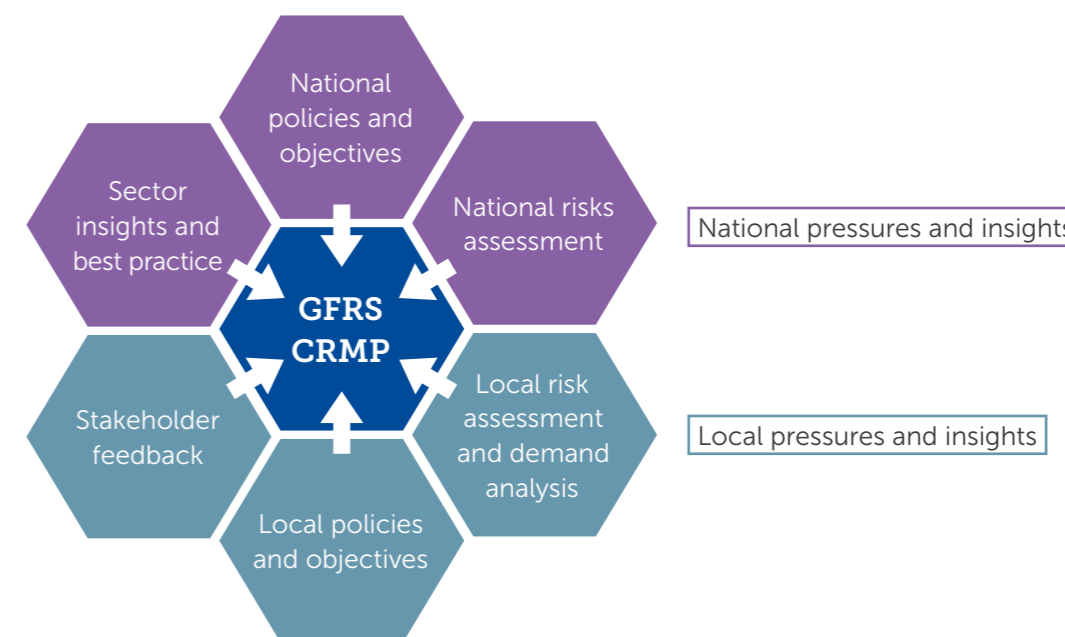 National
policies and
objectives
Sector
insights and
best practice
National risks
assessment
National pressures and insights
GFRS
CRMP
Stakeholder
feedback
Local risk
assessment
and demand
analysis
Local pressures and insights
Local policies
and objectives